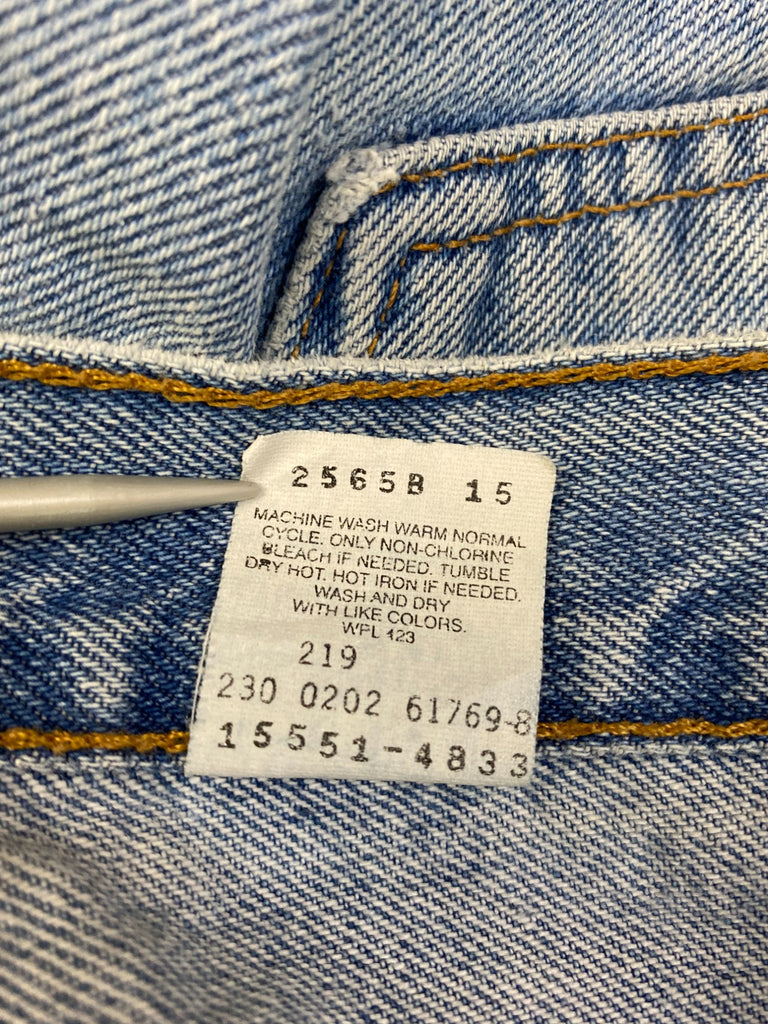 2565B 15
MACHINE WASH WARM NORMAL
CYCLE. ONLY NON-CHLORINE
BLEACH IF NEEDED. TUMBLE
DRY HOT. HOT IRON IF NEEDED.
WASH AND DRY
WITH LIKE COLORS.
WPL 423
219
230 0202 61769-8
15551-4833